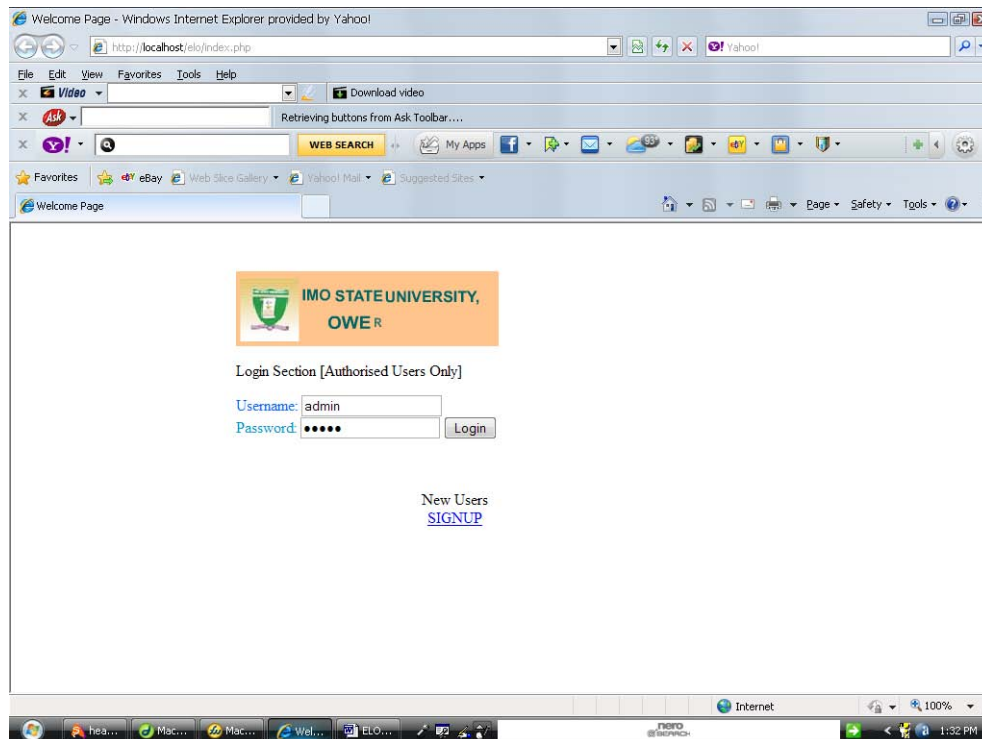 Welcome Page - Windows Internet Explorer provided by Yahoo!
http://localhost/elo/index.php
Yahoo!
File Edit View Favorites Tools Help
Video Download video
Ask Retrieving buttons from Ask Toolbar....
Y! WEB SEARCH My Apps
Favorites eBay Web Slice Gallery Yahoo! Mail Suggested Sites
Welcome Page Page Safety Tools
IMO STATE UNIVERSITY,
OWER
Login Section [Authorised Users Only]
Username: admin
Password: ••••• Login
New Users
SIGNUP
Internet 100%
hea... Mac... Mac... Wel... ELO... nero SEARCH 1:32 PM